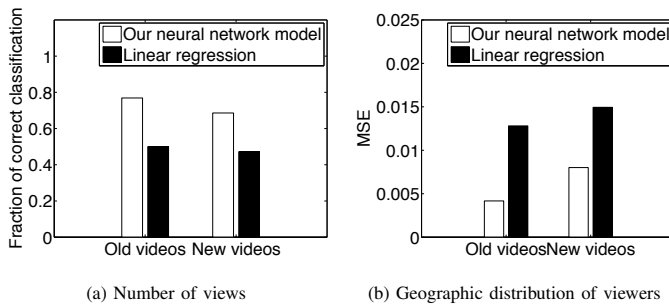 Fraction of correct classification
1
0.8
0.6
0.4
0.2
0
Our neural network model
Linear regression
Old videos New videos
(a) Number of views
MSE
0.025
0.02
0.015
0.01
0.005
0
Our neural network model
Linear regression
Old videos New videos
(b) Geographic distribution of viewers